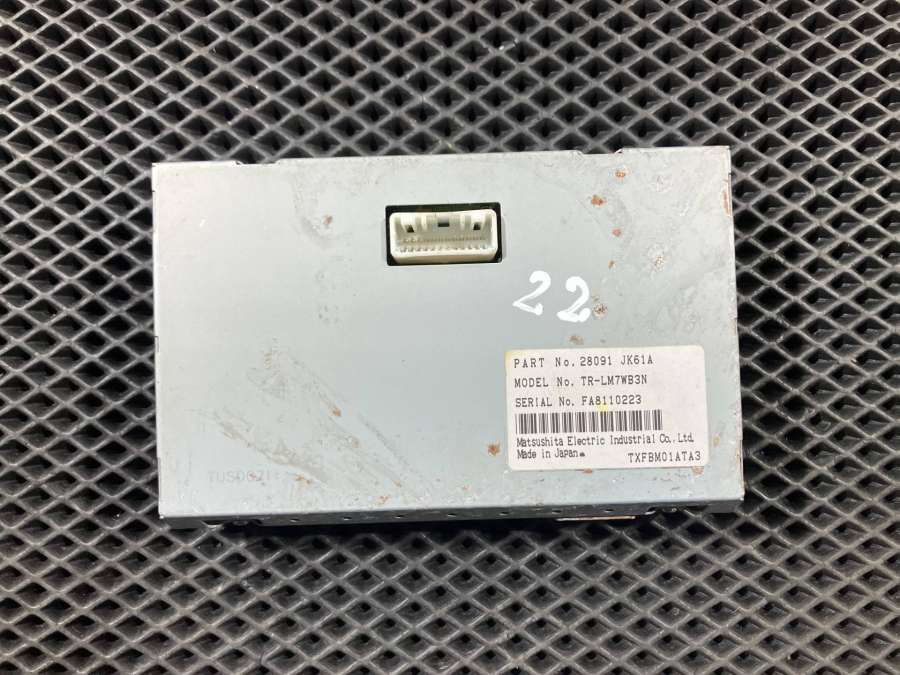 22
PART No. 28091 JK61A
MODEL No. TR-LM7WB3N
SERIAL No. FA8110223
Matsushita Electric Industrial Co., Ltd.
Made in Japan.
TXFBM01ATA3